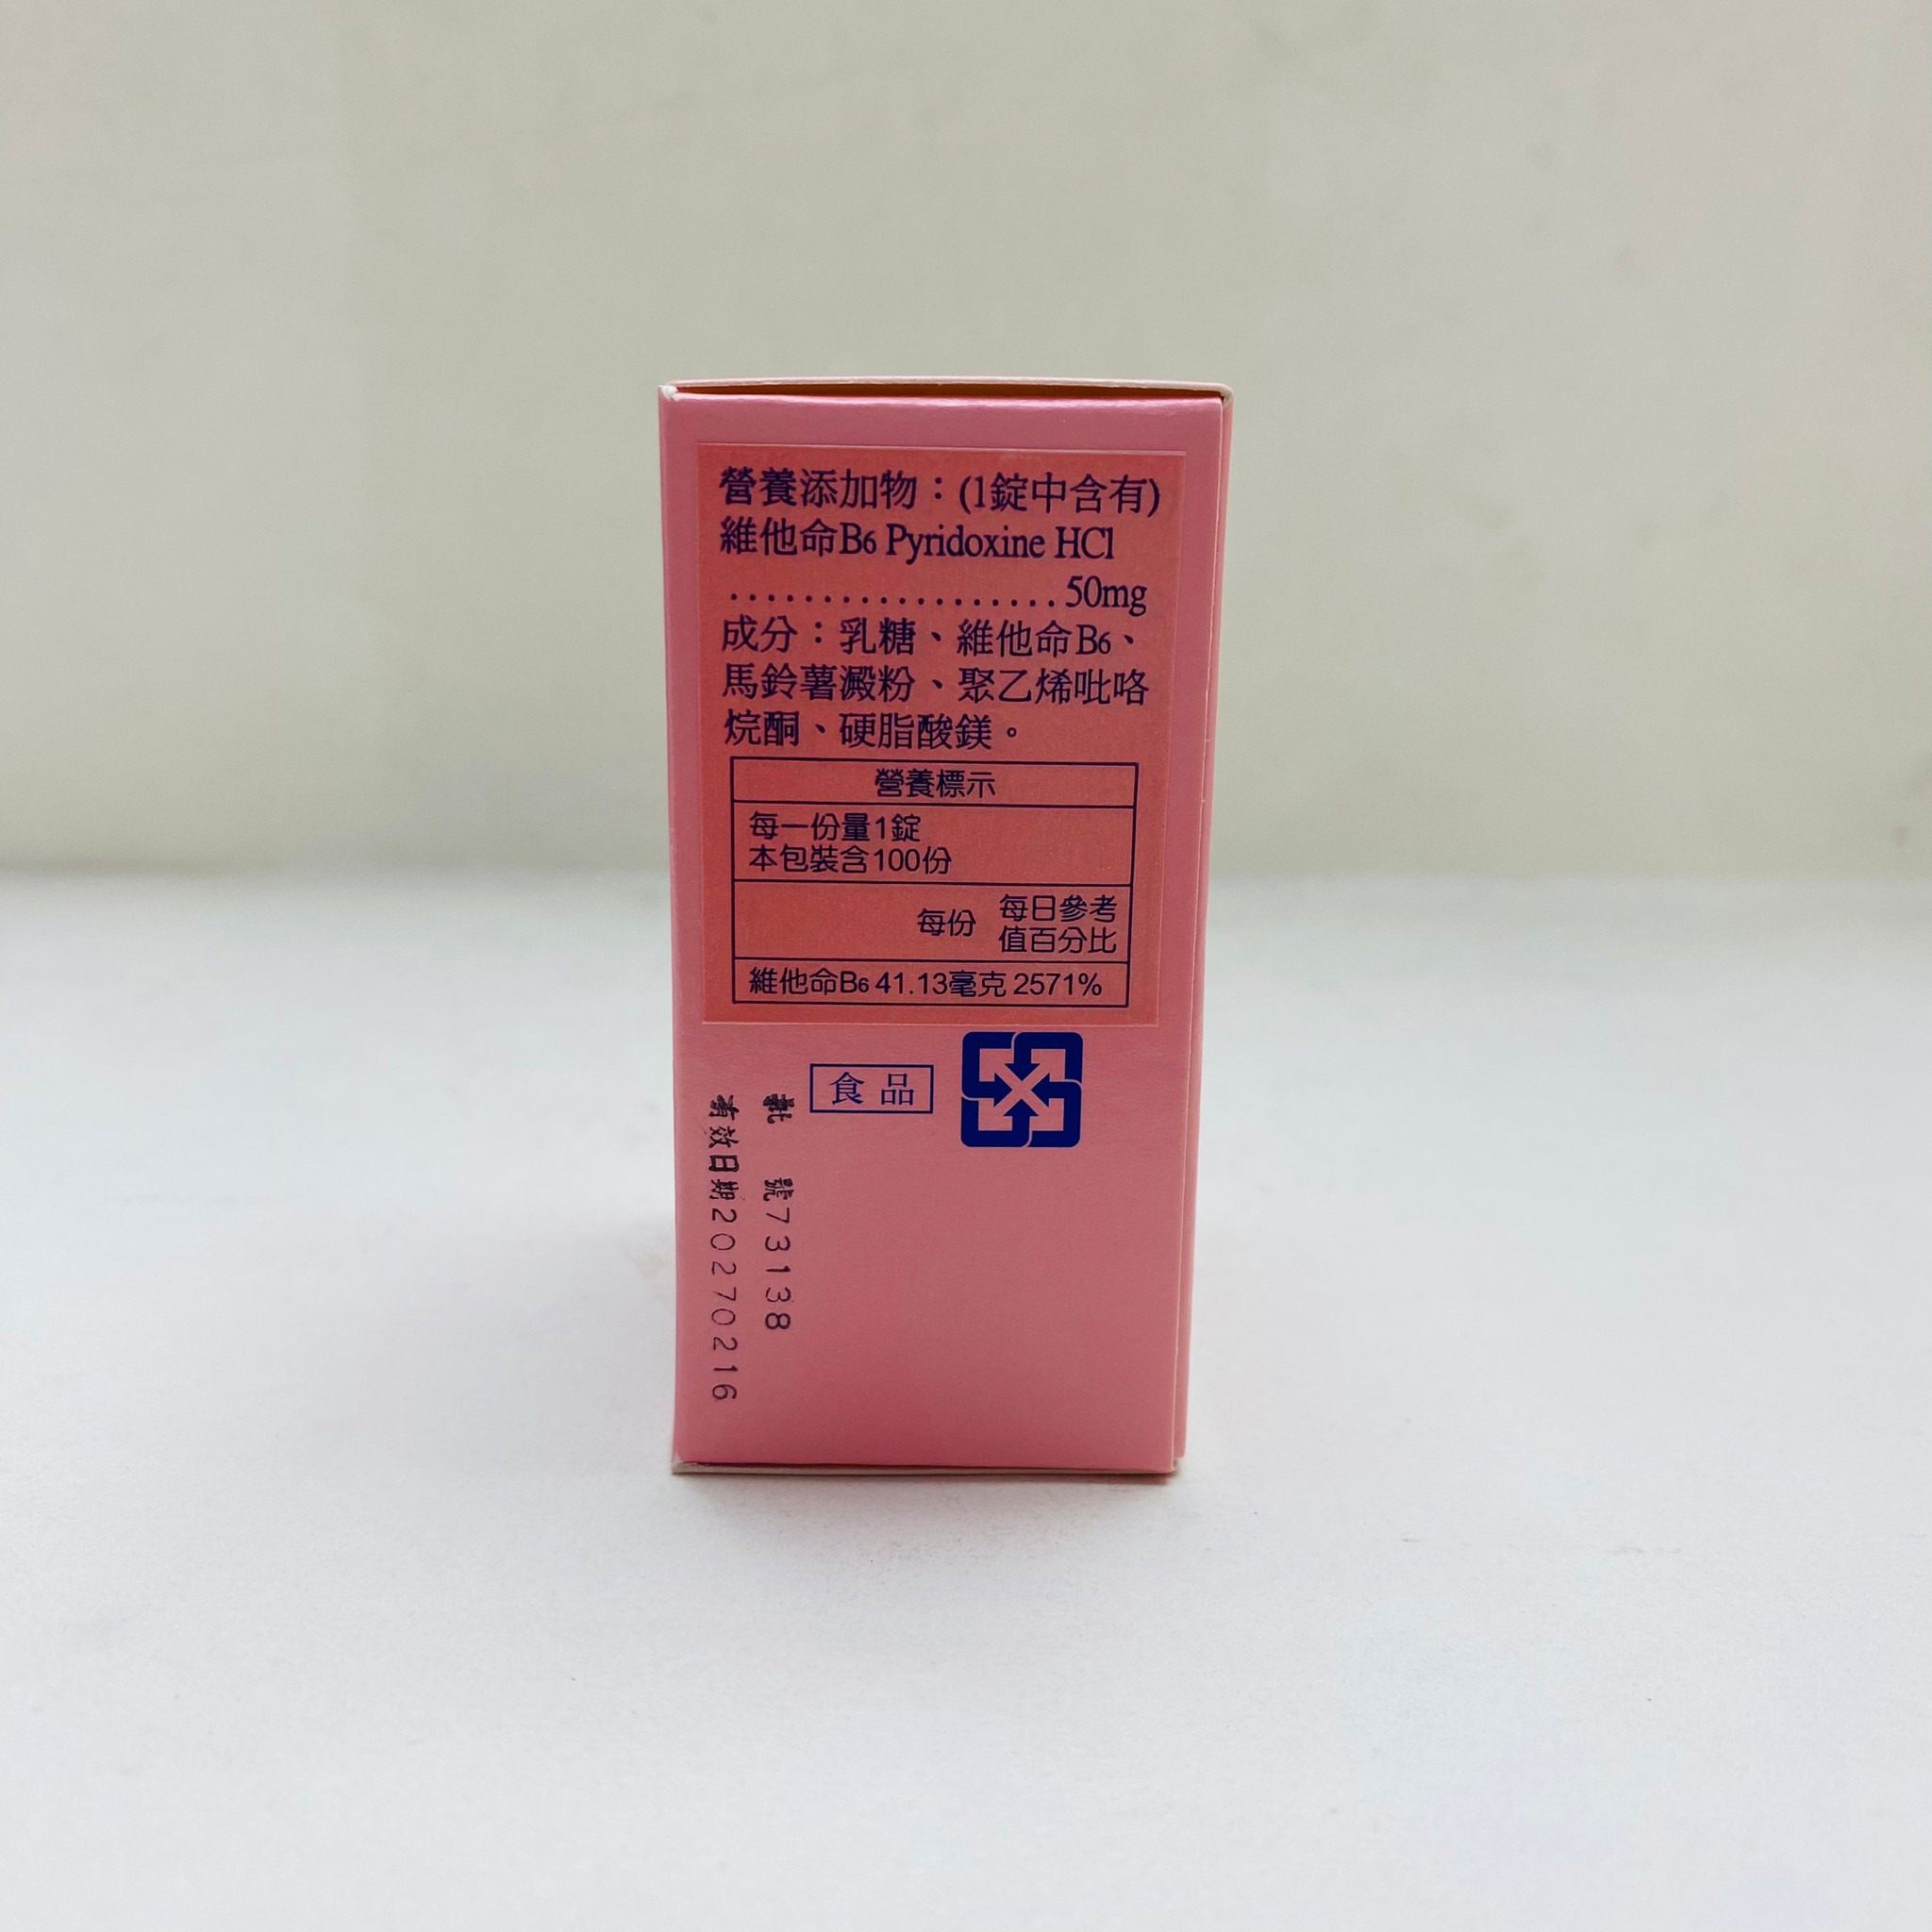 營養添加物：(1錠中含有)
維他命B6 Pyridoxine HCl
...................50mg
成分：乳糖、維他命B6、
馬鈴薯澱粉、聚乙烯吡咯
烷酮、硬脂酸鎂。
營養標示
每一份量1錠
本包裝含100份
每份 每日參考
值百分比
維他命B6 41.13毫克 2571%
食品
批號73138
有效日期20270216